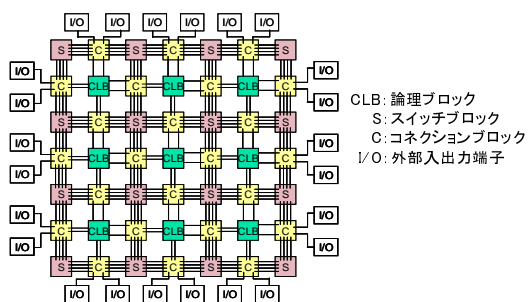 I/O I/O I/O I/O I/O I/O
S C S C S C S
I/O C CLB C CLB C CLB C I/O
I/O I/O
CLB: 論理ブロック
S C S C S C S
S: スイッチブロック
C: コネクションブロック
I/O I/O
C CLB C CLB C CLB C
I/O: 外部入出力端子
I/O I/O
S C S C S C S
I/O I/O
C CLB C CLB C CLB C
I/O I/O
S C S C S C S
I/O I/O I/O I/O I/O I/O